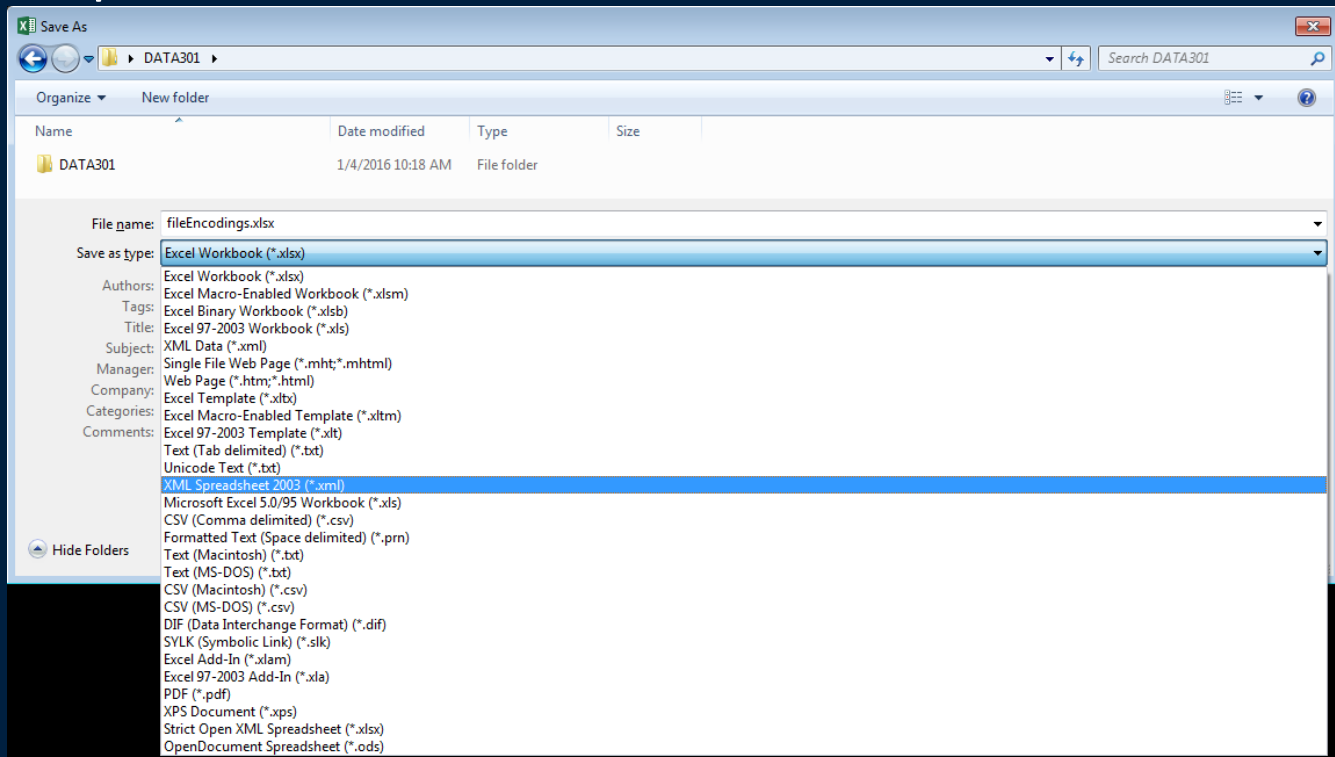 Save As
DATA301
Search DATA301
Organize New folder
Name Date modified Type Size
DATA301 1/4/2016 10:18 AM File folder
File name: fileEncodings.xlsx
Save as type: Excel Workbook (*.xlsx)
Excel Workbook (*.xlsx)
Authors:
Excel Macro-Enabled Workbook (*.xlsm)
Tags: Excel Binary Workbook (*.xlsb)
Title: Excel 97-2003 Workbook (*.xls)
Subject: XML Data (*.xml)
Single File Web Page (*.mht;*.mhtml)
Manager:
Web Page (*.htm;*.html)
Company:
Excel Template (*.xltx)
Categories: Excel Macro-Enabled Template (*.xltm)
Comments: Excel 97-2003 Template (*.xlt)
Text (Tab delimited) (*.txt)
Unicode Text (*.txt)
XML Spreadsheet 2003 (*.xml)
Microsoft Excel 5.0/95 Workbook (*.xls)
CSV (Comma delimited) (*.csv)
Formatted Text (Space delimited) (*.prn)
Hide Folders
Text (Macintosh) (*.txt)
Text (MS-DOS) (*.txt)
CSV (Macintosh) (*.csv)
CSV (MS-DOS) (*.csv)
DIF (Data Interchange Format) (*.dif)
SYLK (Symbolic Link) (*.slk)
Excel Add-In (*.xlam)
Excel 97-2003 Add-In (*.xla)
PDF (*.pdf)
XPS Document (*.xps)
Strict Open XML Spreadsheet (*.xlsx)
OpenDocument Spreadsheet (*.ods)